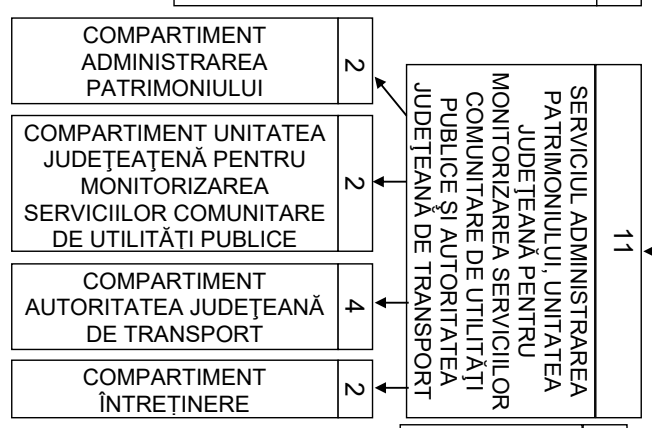 COMPARTIMENT
ADMINISTRAREA
PATRIMONIULUI
2
COMPARTIMENT UNITATEA
JUDEŢEAŢENĂ PENTRU
MONITORIZAREA
SERVICIILOR COMUNITARE
DE UTILITĂŢI PUBLICE
2
COMPARTIMENT
AUTORITATEA JUDEŢEANĂ
DE TRANSPORT
4
COMPARTIMENT
ÎNTREȚINERE
2
SERVICIUL ADMINISTRAREA
PATRIMONIULUI, UNITATEA
JUDEŢEANĂ PENTRU
MONITORIZAREA SERVICIILOR
COMUNITARE DE UTILITĂŢI
PUBLICE ŞI AUTORITATEA
JUDEŢEANĂ DE TRANSPORT
11